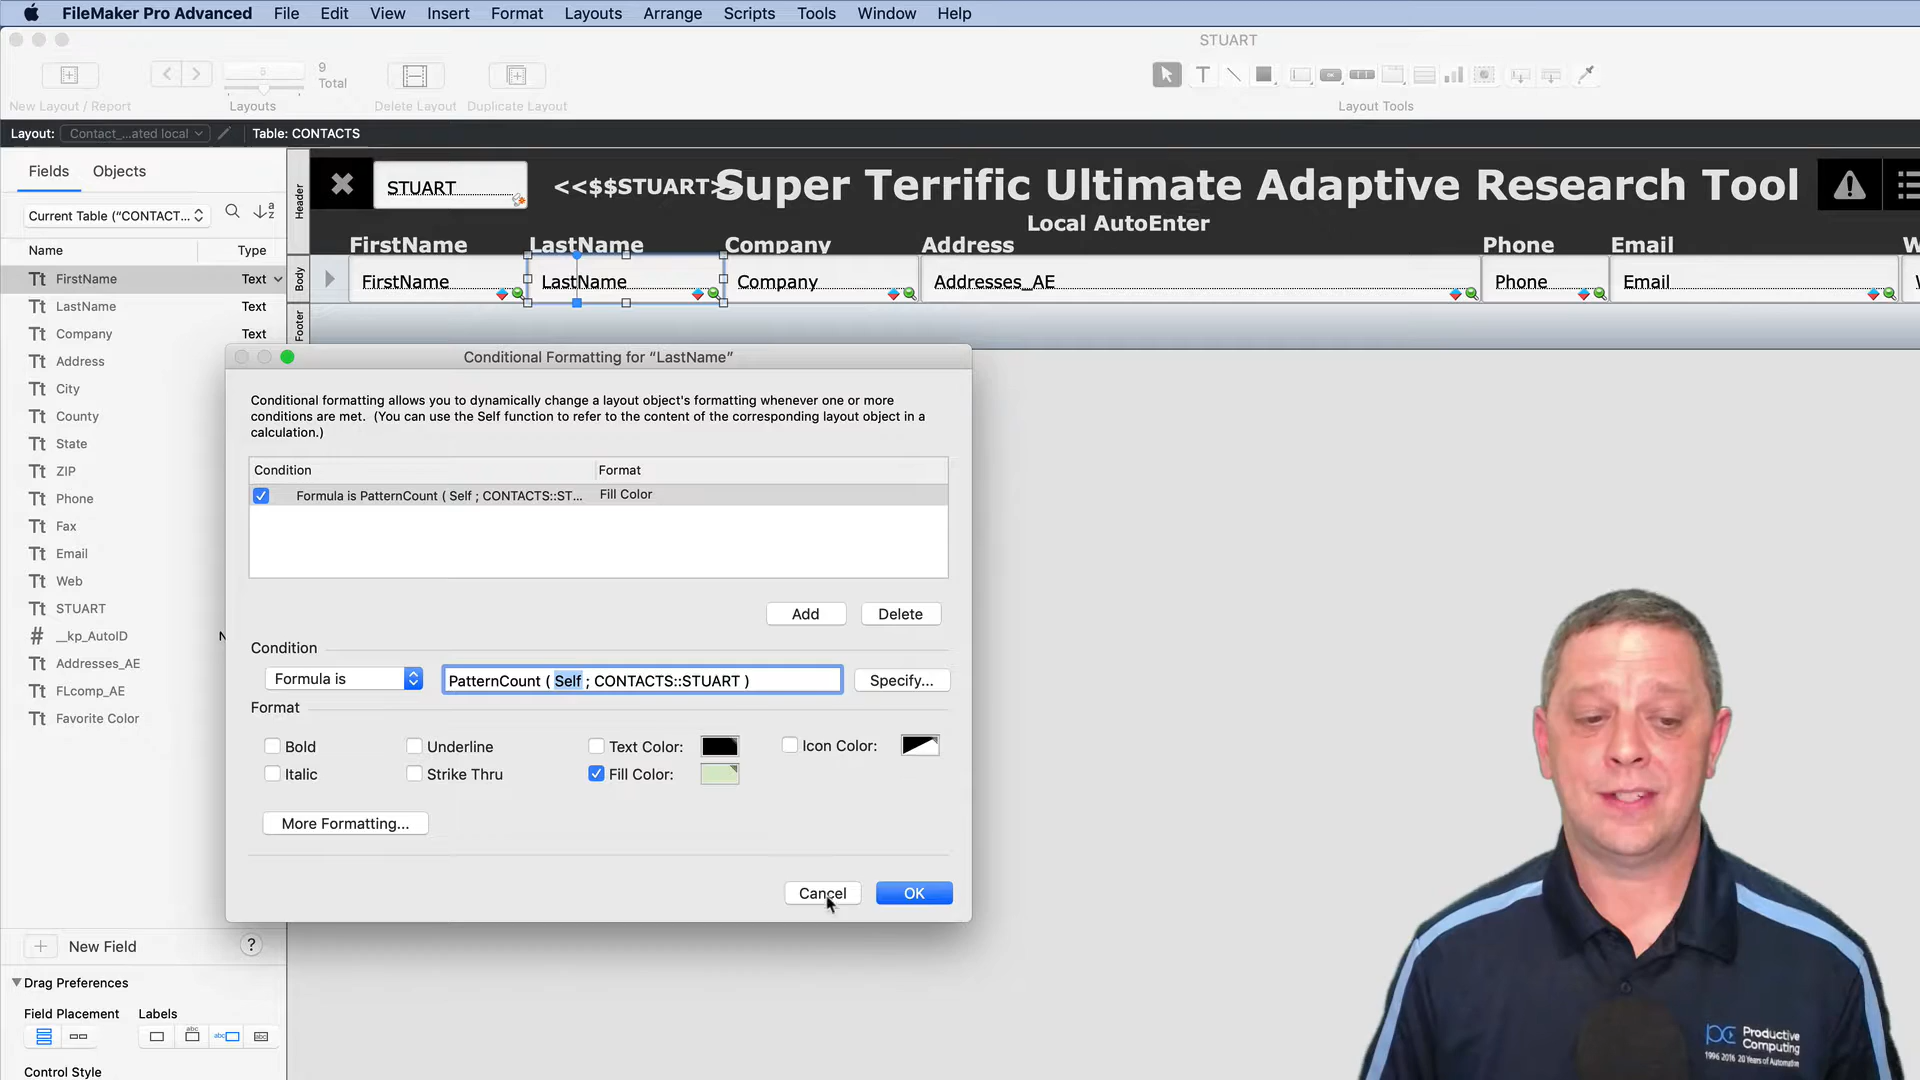 FileMaker Pro Advanced File Edit View Insert Format Layouts Arrange Scripts Tools Window Help
STUART
9
Total
New Layout / Report Layouts Delete Layout Duplicate Layout Layout Tools
Layout: Contact_...ated local Table: CONTACTS
Fields Objects
Current Table ("CONTACT...
Name Type
FirstName Text
LastName Text
Company Text
Address
City
County
State
ZIP
Phone
Fax
Email
Web
STUART
__kp_AutoID N
Addresses_AE
FLcomp_AE
Favorite Color
New Field ?
Drag Preferences
Field Placement Labels
Control Style
Header
Body
Footer
STUART <<$$STUART> Super Terrific Ultimate Adaptive Research Tool
Local AutoEnter
FirstName LastName Company Address Phone Email W
FirstName LastName Company Addresses_AE Phone Email W
Conditional Formatting for "LastName"
Conditional formatting allows you to dynamically change a layout object's formatting whenever one or more
conditions are met. (You can use the Self function to refer to the content of the corresponding layout object in a
calculation.)
Condition Format
Formula is PatternCount ( Self ; CONTACTS::ST... Fill Color
Add Delete
Condition
Formula is PatternCount ( Self ; CONTACTS::STUART ) Specify...
Format
Bold Underline Text Color: Icon Color:
Italic Strike Thru Fill Color:
More Formatting...
Cancel OK
pc Productive
Computing
1996 2016 20 Years of Automation